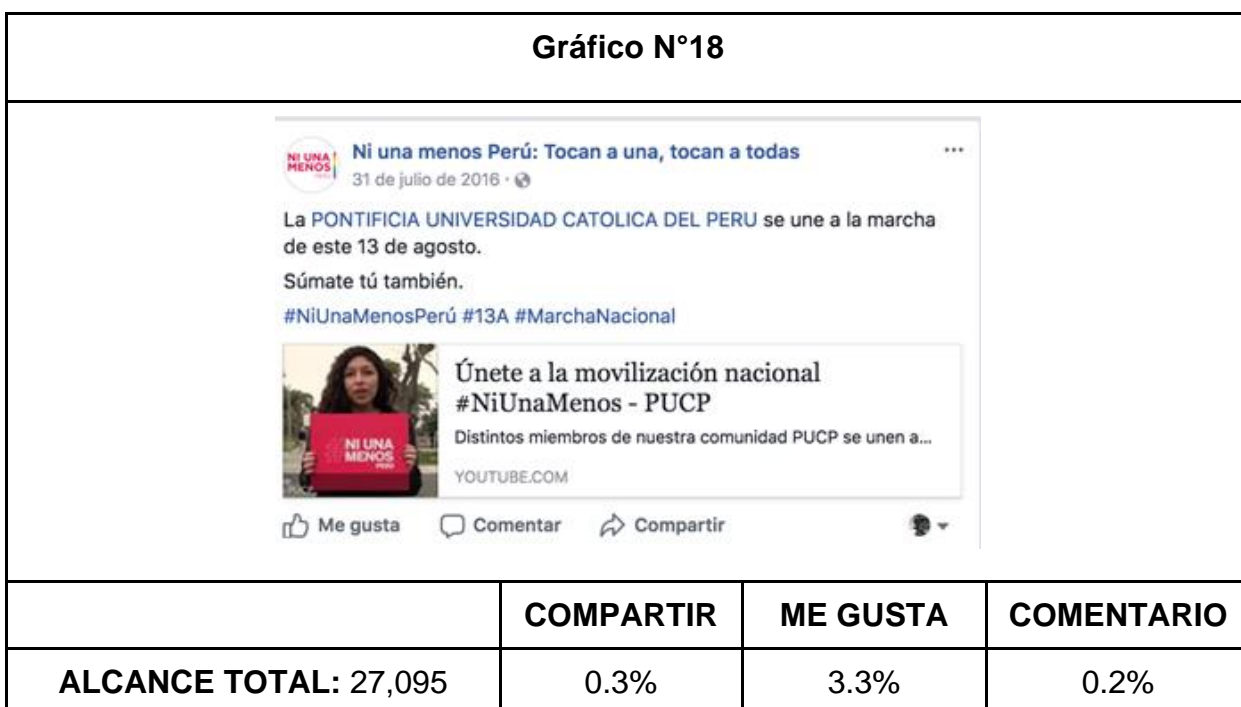 Gráfico N°18
NI UNA
MENOS
Ni una menos Perú: Tocan a una, tocan a todas
31 de julio de 2016
La PONTIFICIA UNIVERSIDAD CATOLICA DEL PERU se une a la marcha
de este 13 de agosto.
Súmate tú también.
#NiUnaMenosPerú #13A #MarchaNacional
Únete a la movilización nacional
#NiUnaMenos - PUCP
Distintos miembros de nuestra comunidad PUCP se unen a...
YOUTUBE.COM
NI UNA
MENOS
PERÚ
Me gusta Comentar Compartir
COMPARTIR ME GUSTA COMENTARIO
ALCANCE TOTAL: 27,095 0.3% 3.3% 0.2%